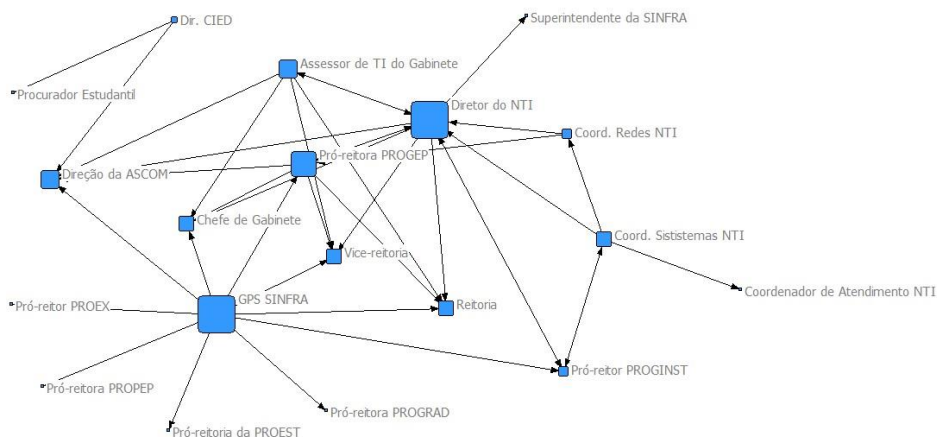 Dir. CIED
Superintendente da SINFRA
Assessor de TI do Gabinete
Procurador Estudantil
Diretor do NTI
Coord. Redes NTI
Pró-reitora PROGEP
Direção da ASCOM
Chefe de Gabinete
Coord. Sististemas NTI
Vice-reitoria
Coordenador de Atendimento NTI
GPS SINFRA
Pró-reitor PROEX
Reitoria
Pró-reitor PROGINST
Pró-reitora PROPEP
Pró-reitora PROGRAD
Pró-reitoria da PROEST